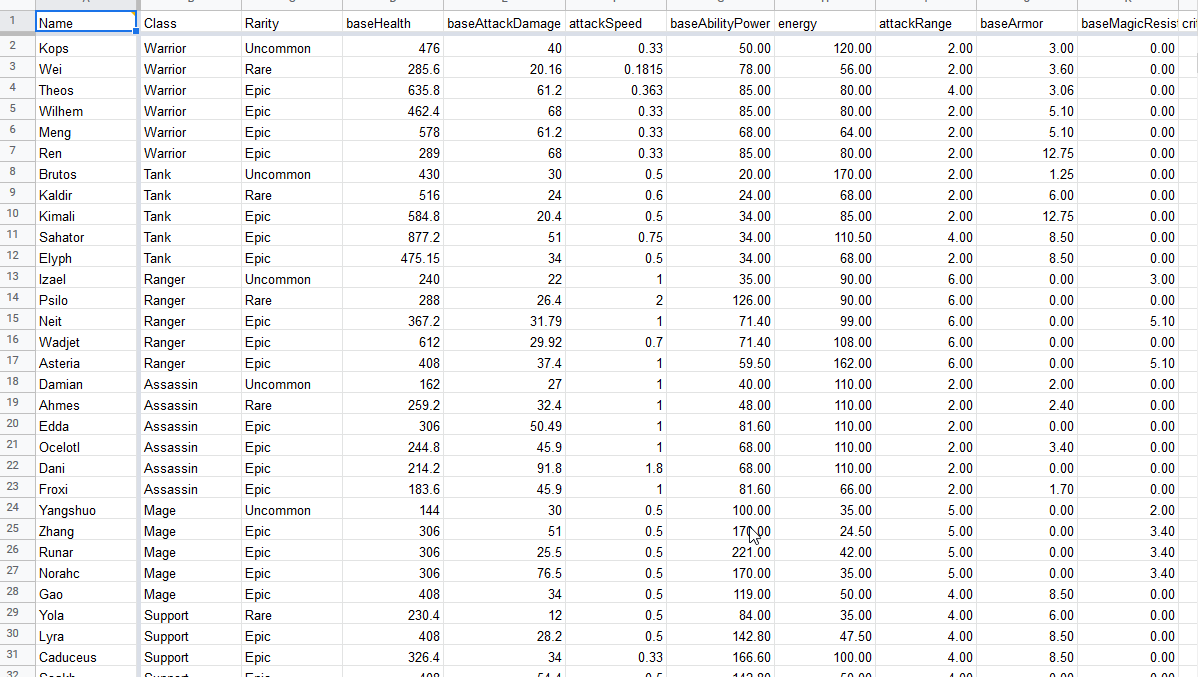 1 Name Class Rarity baseHealth baseAttackDamage attackSpeed baseAbilityPower energy attackRange baseArmor baseMagicResist cri
2 Kops Warrior Uncommon 476 40 0.33 50.00 120.00 2.00 3.00 0.00
3 Wei Warrior Rare 285.6 20.16 0.1815 78.00 56.00 2.00 3.60 0.00
4 Theos Warrior Epic 635.8 61.2 0.363 85.00 80.00 4.00 3.06 0.00
5 Wilhem Warrior Epic 462.4 68 0.33 85.00 80.00 2.00 5.10 0.00
6 Meng Warrior Epic 578 61.2 0.33 68.00 64.00 2.00 5.10 0.00
7 Ren Warrior Epic 289 68 0.33 85.00 80.00 2.00 12.75 0.00
8 Brutos Tank Uncommon 430 30 0.5 20.00 170.00 2.00 1.25 0.00
9 Kaldir Tank Rare 516 24 0.6 24.00 68.00 2.00 6.00 0.00
10 Kimali Tank Epic 584.8 20.4 0.5 34.00 85.00 2.00 12.75 0.00
11 Sahator Tank Epic 877.2 51 0.75 34.00 110.50 4.00 8.50 0.00
12 Elyph Tank Epic 475.15 34 0.5 34.00 68.00 2.00 8.50 0.00
13 Izael Ranger Uncommon 240 22 1 35.00 90.00 6.00 0.00 3.00
14 Psilo Ranger Rare 288 26.4 2 126.00 90.00 6.00 0.00 0.00
15 Neit Ranger Epic 367.2 31.79 1 71.40 99.00 6.00 0.00 5.10
16 Wadjet Ranger Epic 612 29.92 0.7 71.40 108.00 6.00 0.00 0.00
17 Asteria Ranger Epic 408 37.4 1 59.50 162.00 6.00 0.00 5.10
18 Damian Assassin Uncommon 162 27 1 40.00 110.00 2.00 2.00 0.00
19 Ahmes Assassin Rare 259.2 32.4 1 48.00 110.00 2.00 2.40 0.00
20 Edda Assassin Epic 306 50.49 1 81.60 110.00 2.00 0.00 0.00
21 Ocelotl Assassin Epic 244.8 45.9 1 68.00 110.00 2.00 3.40 0.00
22 Dani Assassin Epic 214.2 91.8 1.8 68.00 110.00 2.00 0.00 0.00
23 Froxi Assassin Epic 183.6 45.9 1 81.60 66.00 2.00 1.70 0.00
24 Yangshuo Mage Uncommon 144 30 0.5 100.00 35.00 5.00 0.00 2.00
25 Zhang Mage Epic 306 51 0.5 170.00 24.50 5.00 0.00 3.40
26 Runar Mage Epic 306 25.5 0.5 221.00 42.00 5.00 0.00 3.40
27 Norahc Mage Epic 306 76.5 0.5 170.00 35.00 5.00 0.00 3.40
28 Gao Mage Epic 408 34 0.5 119.00 50.00 4.00 8.50 0.00
29 Yola Support Rare 230.4 12 0.5 84.00 35.00 4.00 6.00 0.00
30 Lyra Support Epic 408 28.2 0.5 142.80 47.50 4.00 8.50 0.00
31 Caduceus Support Epic 326.4 34 0.33 166.60 100.00 4.00 8.50 0.00